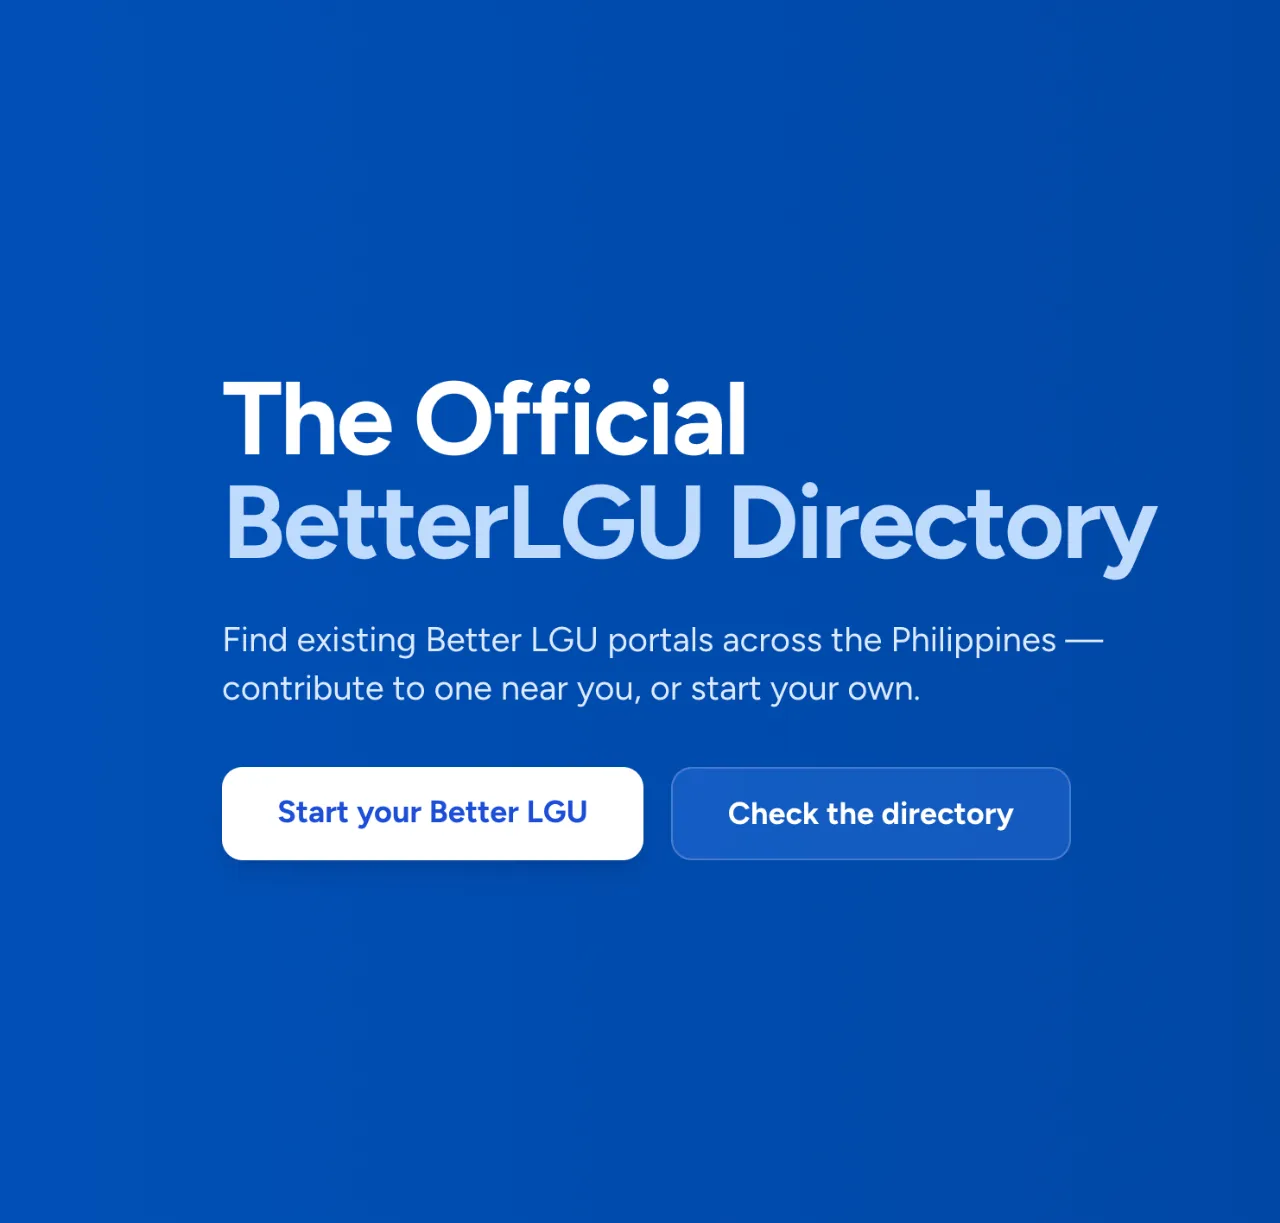 The Official
BetterLGU Directory
Find existing Better LGU portals across the Philippines —
contribute to one near you, or start your own.
Start your Better LGU
Check the directory